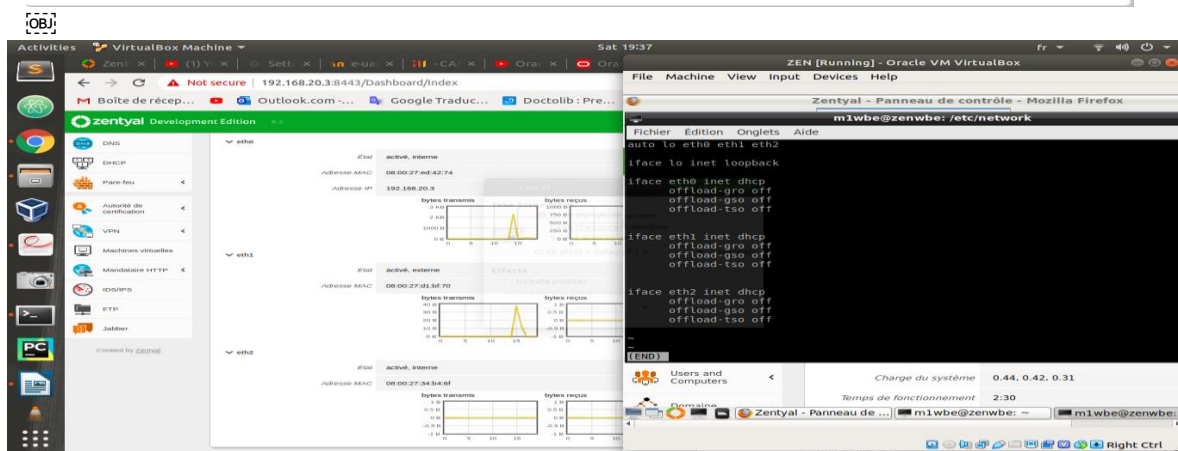 OBJ
Activities VirtualBox Machine Sat 19:37 fr
Not secure 192.168.20.3:8443/Dashboard/Index
Boîte de récep... Outlook.com -... Google Traduc... Doctolib : Pre...
zentyal Development Edition
DNS
DHCP
Pare-feu
Autorité de certification
VPN
Machines virtuelles
Mandataire HTTP
IDS/IPS
FTP
Jabber
Created by Zentyal
eth0
État activé, interne
Adresse MAC 08:00:27:ed:42:74
Adresse IP 192.168.20.3
bytes transmis bytes reçus
eth1
État activé, externe
Adresse MAC 08:00:27:d1:bf:70
bytes transmis bytes reçus
eth2
État activé, interne
Adresse MAC 08:00:27:34:b4:6f
bytes transmis bytes reçus
ZEN [Running] - Oracle VM VirtualBox
File Machine View Input Devices Help
Zentyal - Panneau de contrôle - Mozilla Firefox
m1wbe@zenwbe: /etc/network
Fichier Édition Onglets Aide
auto lo eth0 eth1 eth2
iface lo inet loopback
iface eth0 inet dhcp
offload-gro off
offload-gso off
offload-tso off
iface eth1 inet dhcp
offload-gro off
offload-gso off
offload-tso off
iface eth2 inet dhcp
offload-gro off
offload-gso off
offload-tso off
~
~
(END)
Users and Computers
Charge du système 0.44, 0.42, 0.31
Temps de fonctionnement 2:30
Domaine
Zentyal - Panneau de ... m1wbe@zenwbe: ~ m1wbe@zenwbe:
Right Ctrl